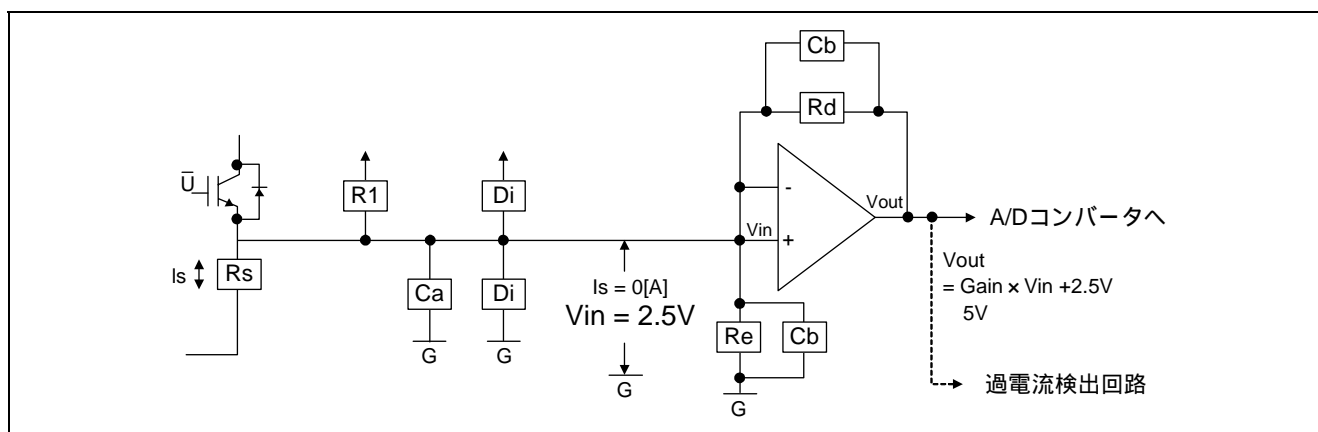 Cb
Rd
U̅
R1
Di
Vin
-
+
Vout
A/Dコンバータへ
Is
Rs
Ca
Di
Is = 0[A]
Vin = 2.5V
Re
Cb
Vout
= Gain × Vin +2.5V
5V
G
G
G
G
過電流検出回路